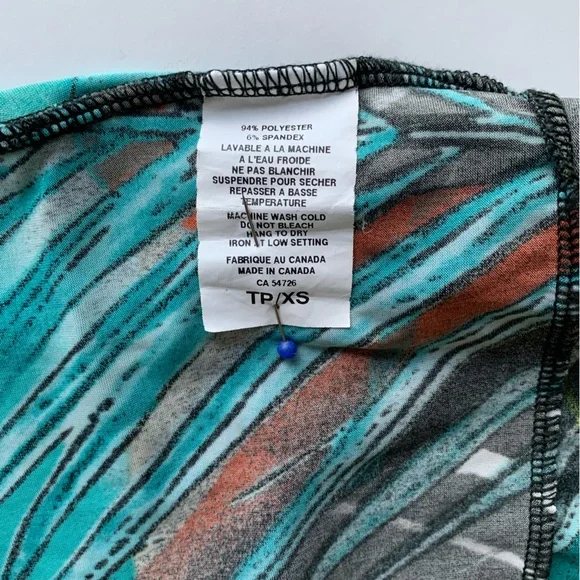 94% POLYESTER
6% SPANDEX
LAVABLE A LA MACHINE
A L'EAU FROIDE
NE PAS BLANCHIR
SUSPENDRE POUR SECHER
REPASSER A BASSE
TEMPERATURE
MACHINE WASH COLD
DO NOT BLEACH
HANG TO DRY
IRON AT LOW SETTING
FABRIQUE AU CANADA
MADE IN CANADA
CA 54726
TP/XS